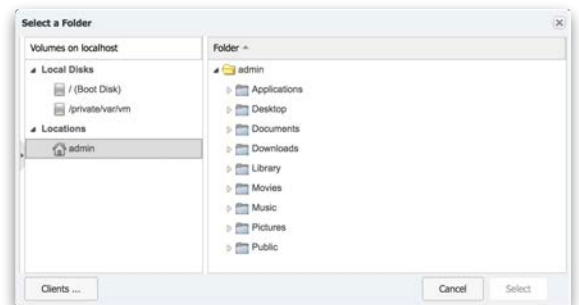 Select a Folder
Volumes on localhost
Local Disks
/ (Boot Disk)
/private/var/vm
Locations
admin
Folder
admin
Applications
Desktop
Documents
Downloads
Library
Movies
Music
Pictures
Public
Clients ...
Cancel
Select